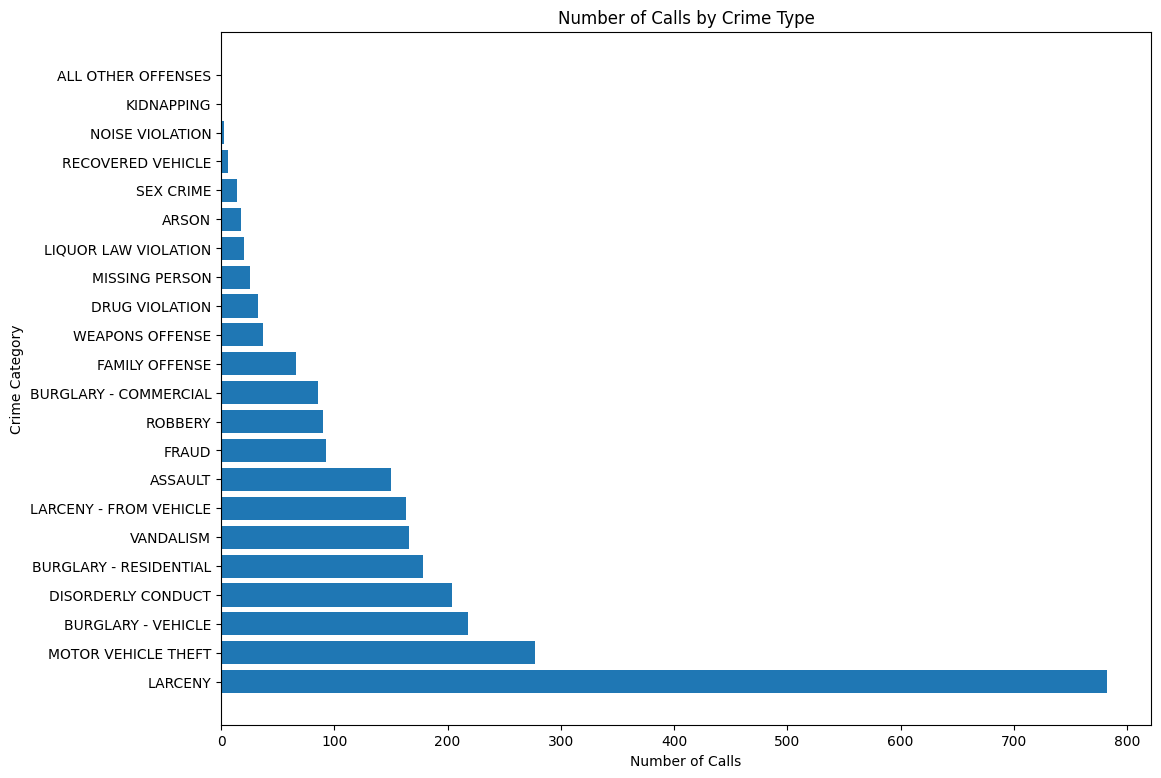 Number of Calls by Crime Type
Crime Category
ALL OTHER OFFENSES
KIDNAPPING
NOISE VIOLATION
RECOVERED VEHICLE
SEX CRIME
ARSON
LIQUOR LAW VIOLATION
MISSING PERSON
DRUG VIOLATION
WEAPONS OFFENSE
FAMILY OFFENSE
BURGLARY - COMMERCIAL
ROBBERY
FRAUD
ASSAULT
LARCENY - FROM VEHICLE
VANDALISM
BURGLARY - RESIDENTIAL
DISORDERLY CONDUCT
BURGLARY - VEHICLE
MOTOR VEHICLE THEFT
LARCENY
0 100 200 300 400 500 600 700 800
Number of Calls